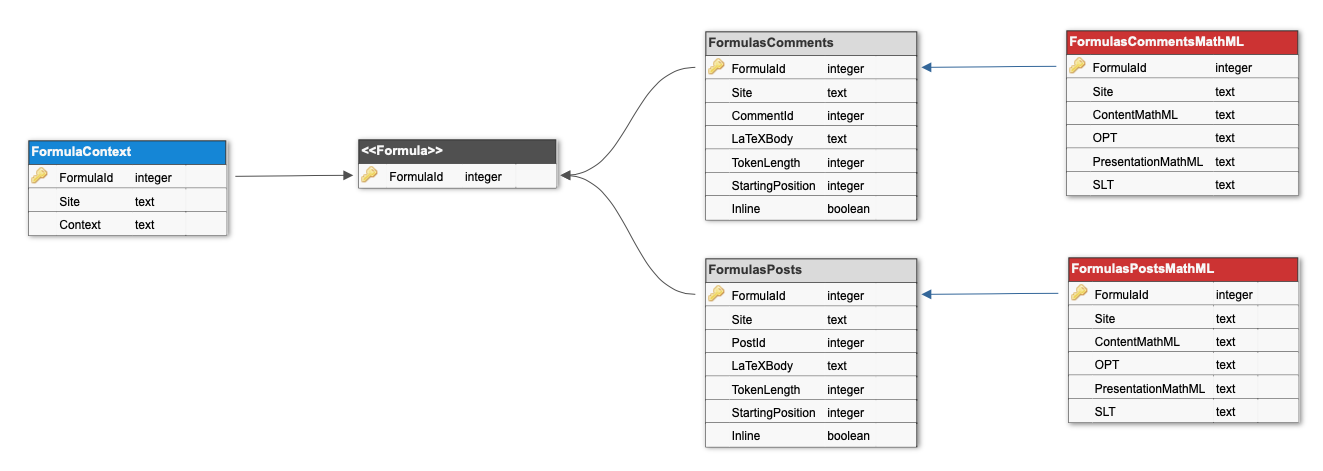 FormulaContext
FormulaId integer
Site text
Context text
<<Formula>>
FormulaId integer
FormulasComments
FormulaId integer
Site text
CommentId integer
LaTeXBody text
TokenLength integer
StartingPosition integer
Inline boolean
FormulasPosts
FormulaId integer
Site text
PostId integer
LaTeXBody text
TokenLength integer
StartingPosition integer
Inline boolean
FormulasCommentsMathML
FormulaId integer
Site text
ContentMathML text
OPT text
PresentationMathML text
SLT text
FormulasPostsMathML
FormulaId integer
Site text
ContentMathML text
OPT text
PresentationMathML text
SLT text